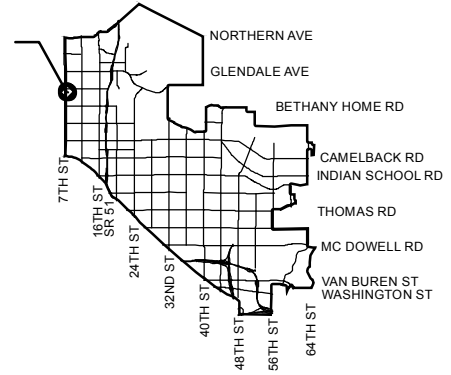 NORTHERN AVE
GLENDALE AVE
BETHANY HOME RD
CAMELBACK RD
INDIAN SCHOOL RD
THOMAS RD
MC DOWELL RD
VAN BUREN ST
WASHINGTON ST
7TH ST
16TH ST
SR 51
24TH ST
32ND ST
40TH ST
48TH ST
56TH ST
64TH ST